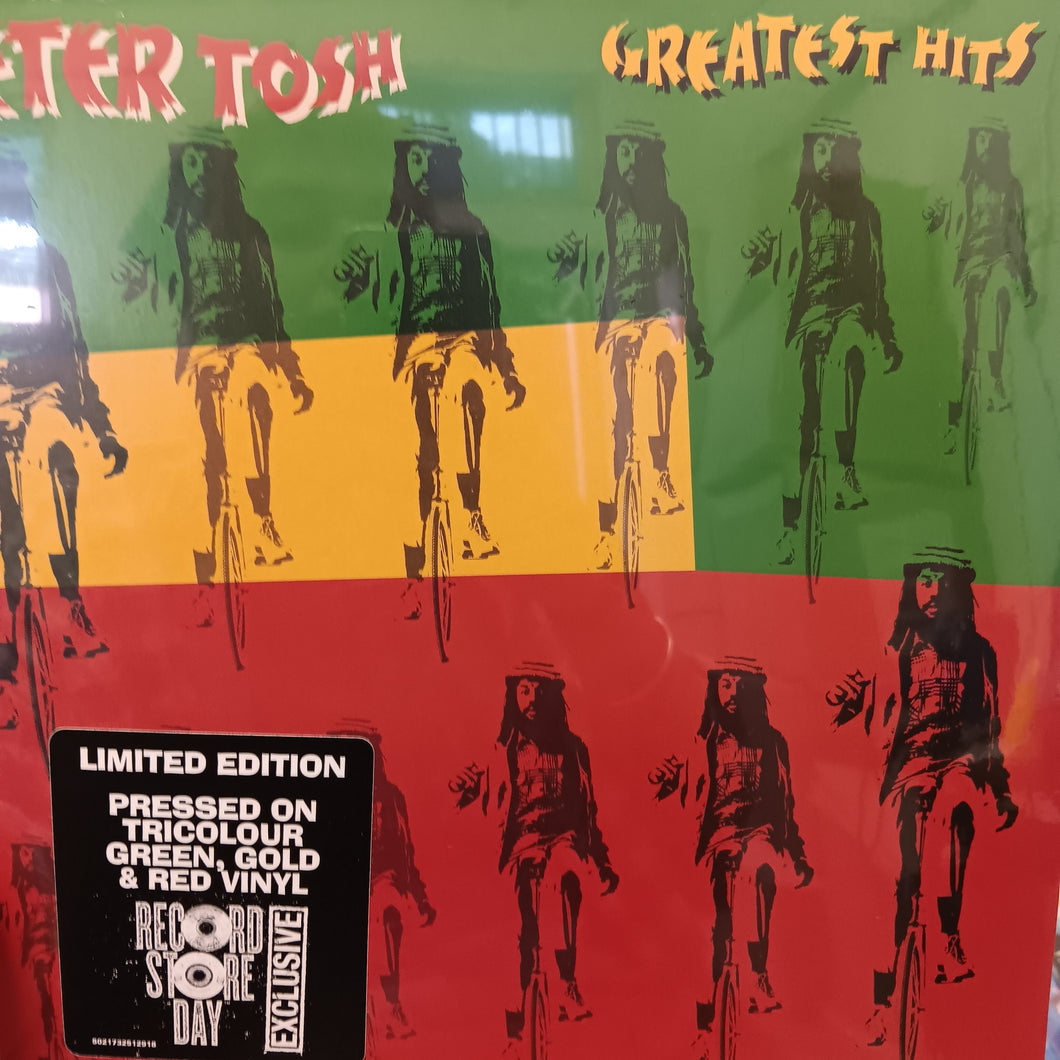 ETER TOSH
GREATEST HITS
LIMITED EDITION
PRESSED ON
TRICOLOUR
GREEN, GOLD
& RED VINYL
RECORD
STORE
DAY
EXCLUSIVE